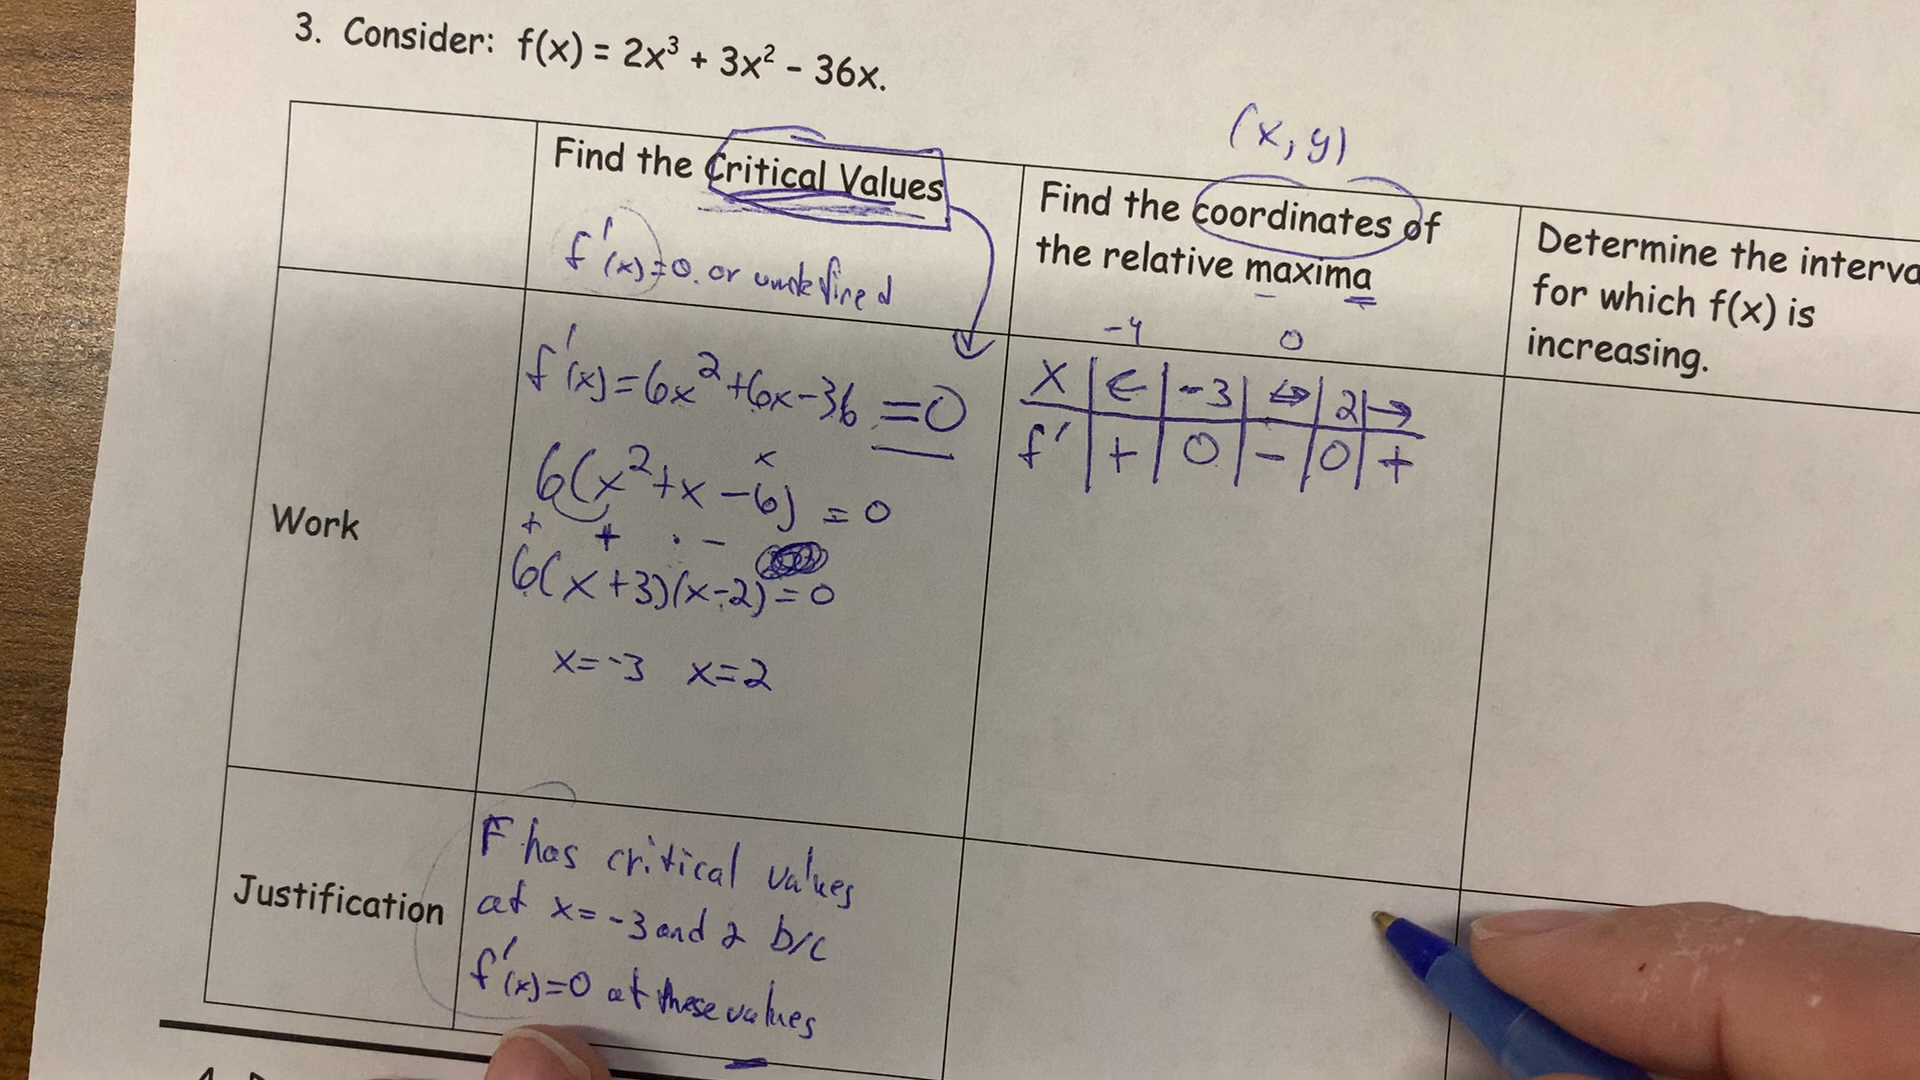 3. Consider: f(x) = 2x³ + 3x² - 36x.
(x, y)
Find the Critical Values
f'(x)=0. or undefined
Find the coordinates of
the relative maxima
Determine the interva
for which f(x) is
increasing.
Work
f'(x)=6x²+6x-36 =0
6(x²+x-6) = 0
x
+ + · -
6(x+3)(x-2)=0
x=-3 x=2
-4 0
x | ← | -3 | ↔ | 2 | →
f' | + | 0 | - | 0 | +
Justification
F has critical values
at x=-3 and 2 b/c
f'(x)=0 at these values